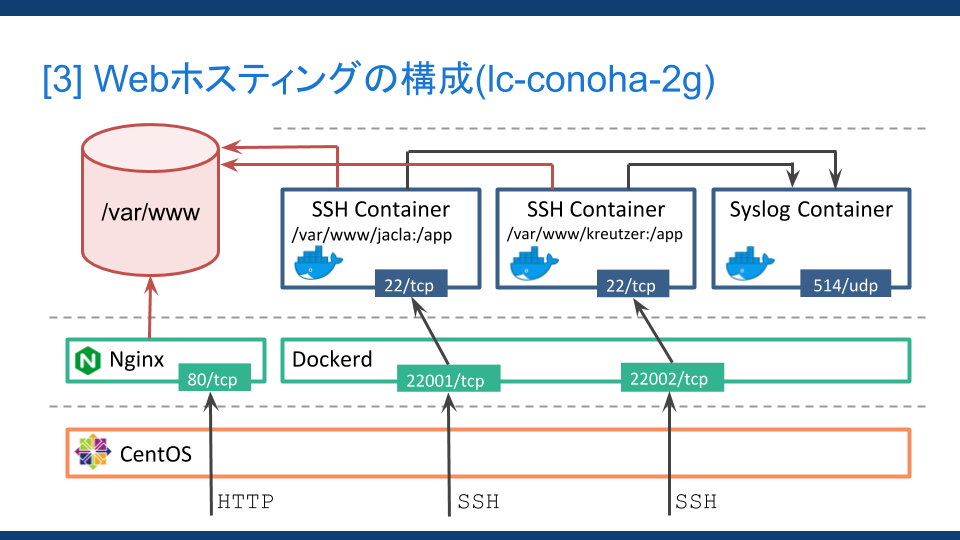 [3] Webホスティングの構成(lc-conoha-2g)
/var/www
SSH Container
/var/www/jacla:/app
22/tcp
SSH Container
/var/www/kreutzer:/app
22/tcp
Syslog Container
514/udp
N Nginx
80/tcp
Dockerd
22001/tcp
22002/tcp
CentOS
HTTP
SSH
SSH